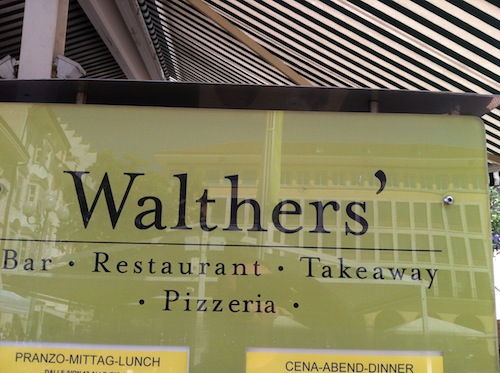 Walthers'
Bar · Restaurant · Takeaway
· Pizzeria ·
PRANZO-MITTAG-LUNCH
CENA-ABEND-DINNER